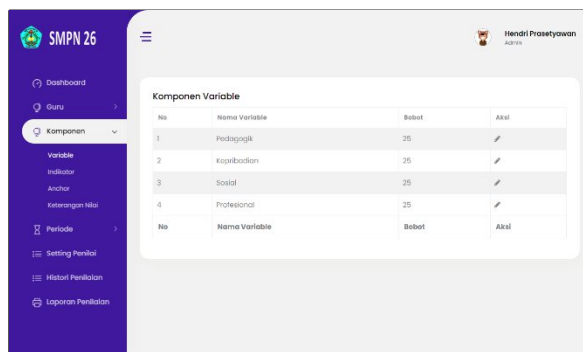 SMPN 26
Hendri Prasetyawan
Admin
Dashboard
Guru
Komponen
Variable
Indikator
Anchor
Keterangan Nilai
Periode
Setting Penilai
Histori Penilaian
Laporan Penilaian
Komponen Variable
No Nama Variable Bobot Aksi
1 Pedagogik 25
2 Kepribadian 25
3 Sosial 25
4 Profesional 25
No Nama Variable Bobot Aksi